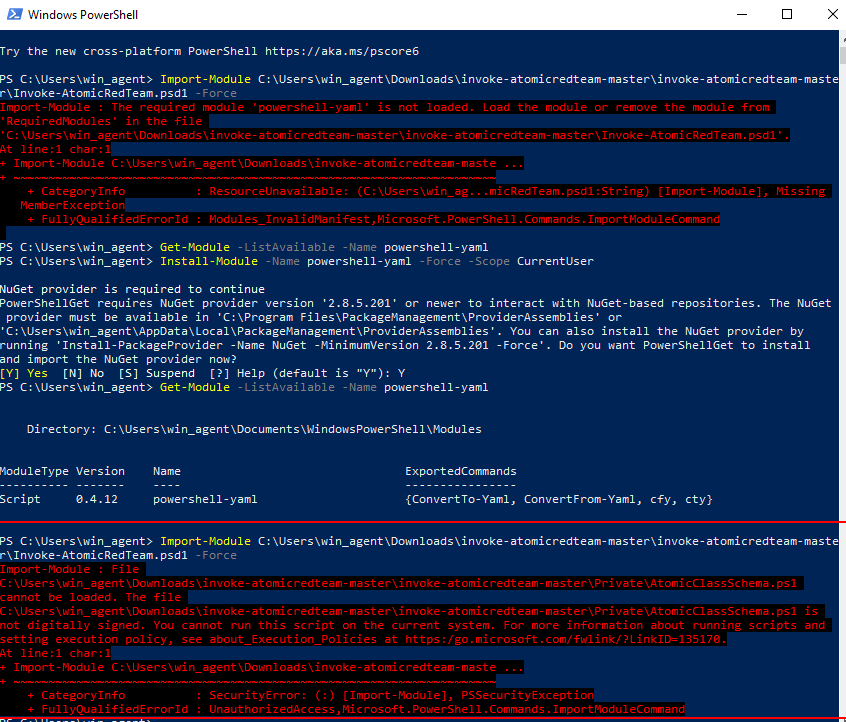 Windows PowerShell
Try the new cross-platform PowerShell https://aka.ms/pscore6
PS C:\Users\win_agent> Import-Module C:\Users\win_agent\Downloads\invoke-atomicredteam-master\invoke-atomicredteam-maste
r\Invoke-AtomicRedTeam.psd1 -Force
Import-Module : The required module 'powershell-yaml' is not loaded. Load the module or remove the module from
'RequiredModules' in the file
'C:\Users\win_agent\Downloads\invoke-atomicredteam-master\invoke-atomicredteam-master\Invoke-AtomicRedTeam.psd1'.
At line:1 char:1
+ Import-Module C:\Users\win_agent\Downloads\invoke-atomicredteam-maste ...
+ ~~~~~~~~~~~~~~~~~~~~~~~~~~~~~~~~~~~~~~~~~~~~~~~~~~~~~~~~~~~~~~~~~~~~~
+ CategoryInfo : ResourceUnavailable: (C:\Users\win_ag...micRedTeam.psd1:String) [Import-Module], Missing
MemberException
+ FullyQualifiedErrorId : Modules_InvalidManifest,Microsoft.PowerShell.Commands.ImportModuleCommand
PS C:\Users\win_agent> Get-Module -ListAvailable -Name powershell-yaml
PS C:\Users\win_agent> Install-Module -Name powershell-yaml -Force -Scope CurrentUser
NuGet provider is required to continue
PowerShellGet requires NuGet provider version '2.8.5.201' or newer to interact with NuGet-based repositories. The NuGet
provider must be available in 'C:\Program Files\PackageManagement\ProviderAssemblies' or
'C:\Users\win_agent\AppData\Local\PackageManagement\ProviderAssemblies'. You can also install the NuGet provider by
running 'Install-PackageProvider -Name NuGet -MinimumVersion 2.8.5.201 -Force'. Do you want PowerShellGet to install
and import the NuGet provider now?
[Y] Yes [N] No [S] Suspend [?] Help (default is "Y"): Y
PS C:\Users\win_agent> Get-Module -ListAvailable -Name powershell-yaml
Directory: C:\Users\win_agent\Documents\WindowsPowerShell\Modules
ModuleType Version Name ExportedCommands
---------- ------- ---- ----------------
Script 0.4.12 powershell-yaml {ConvertTo-Yaml, ConvertFrom-Yaml, cfy, cty}
PS C:\Users\win_agent> Import-Module C:\Users\win_agent\Downloads\invoke-atomicredteam-master\invoke-atomicredteam-maste
r\Invoke-AtomicRedTeam.psd1 -Force
Import-Module : File
C:\Users\win_agent\Downloads\invoke-atomicredteam-master\invoke-atomicredteam-master\Private\AtomicClassSchema.ps1
cannot be loaded. The file
C:\Users\win_agent\Downloads\invoke-atomicredteam-master\invoke-atomicredteam-master\Private\AtomicClassSchema.ps1 is
not digitally signed. You cannot run this script on the current system. For more information about running scripts and
setting execution policy, see about_Execution_Policies at https:/go.microsoft.com/fwlink/?LinkID=135170.
At line:1 char:1
+ Import-Module C:\Users\win_agent\Downloads\invoke-atomicredteam-maste ...
+ ~~~~~~~~~~~~~~~~~~~~~~~~~~~~~~~~~~~~~~~~~~~~~~~~~~~~~~~~~~~~~~~~~~~~~
+ CategoryInfo : SecurityError: (:) [Import-Module], PSSecurityException
+ FullyQualifiedErrorId : UnauthorizedAccess,Microsoft.PowerShell.Commands.ImportModuleCommand